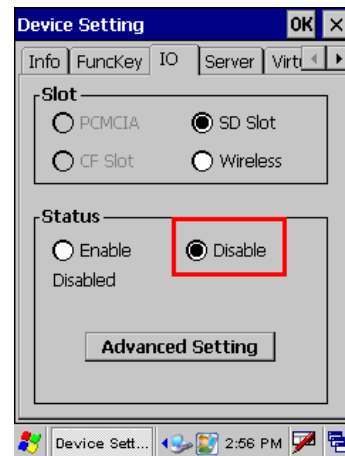 Device Setting OK
Info FuncKey IO Server
Slot
PCMCIA SD Slot
CF Slot Wireless
Status
Enable Disable
Disabled
Advanced Setting
Device Sett... 2:56 PM